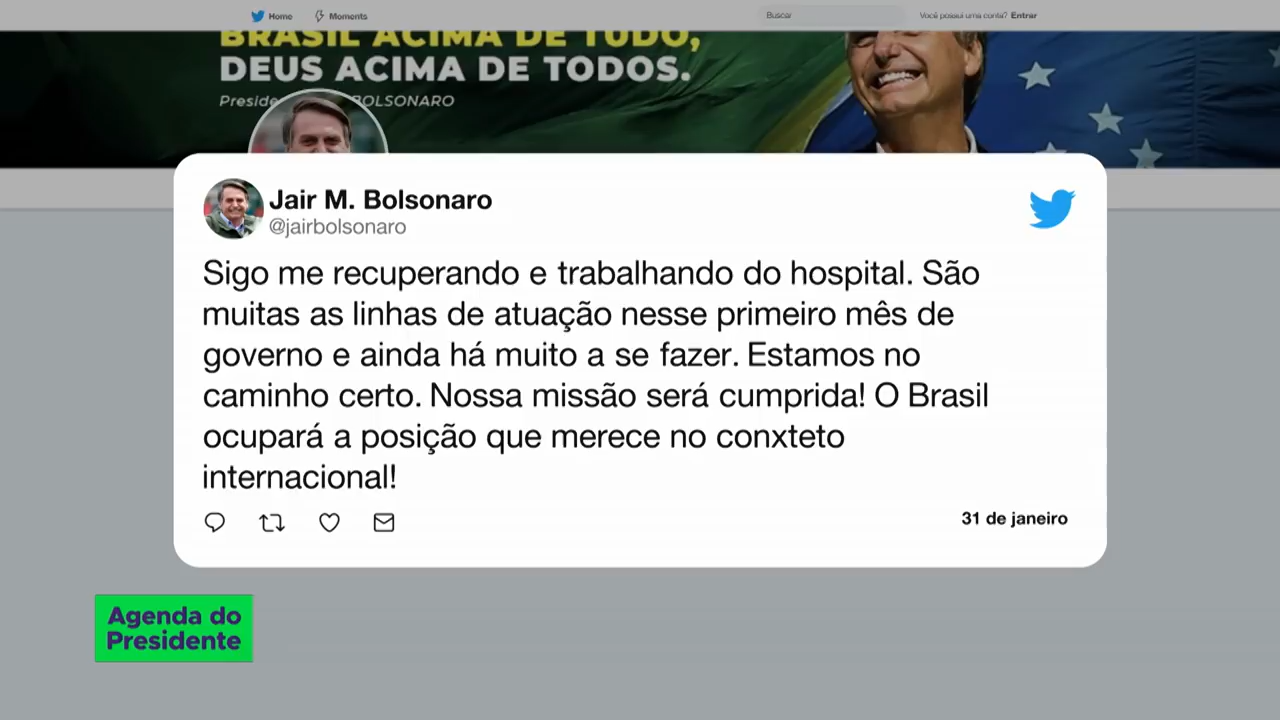 Home
Moments
Buscar
Você possui uma conta? Entrar
BRASIL ACIMA DE TUDO,
DEUS ACIMA DE TODOS.
BOLSONARO
Jair M. Bolsonaro
@jairbolsonaro
Sigo me recuperando e trabalhando do hospital. São
muitas as linhas de atuação nesse primeiro mês de
governo e ainda há muito a se fazer. Estamos no
caminho certo. Nossa missão será cumprida! O Brasil
ocupará a posição que merece no conxteto
internacional!
31 de janeiro
Agenda do
Presidente